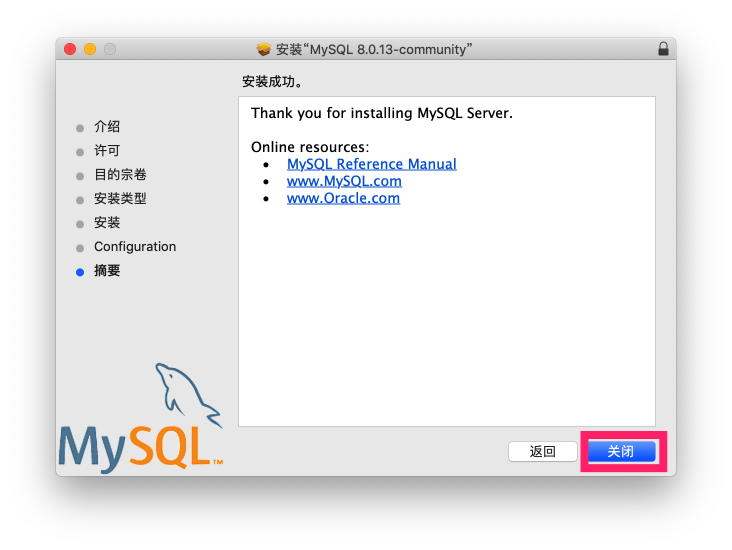 安装“MySQL 8.0.13-community”
安装成功。
介绍
许可
目的宗卷
安装类型
安装
Configuration
摘要
Thank you for installing MySQL Server.
Online resources:
• MySQL Reference Manual
• www.MySQL.com
• www.Oracle.com
MySQL™
返回
关闭